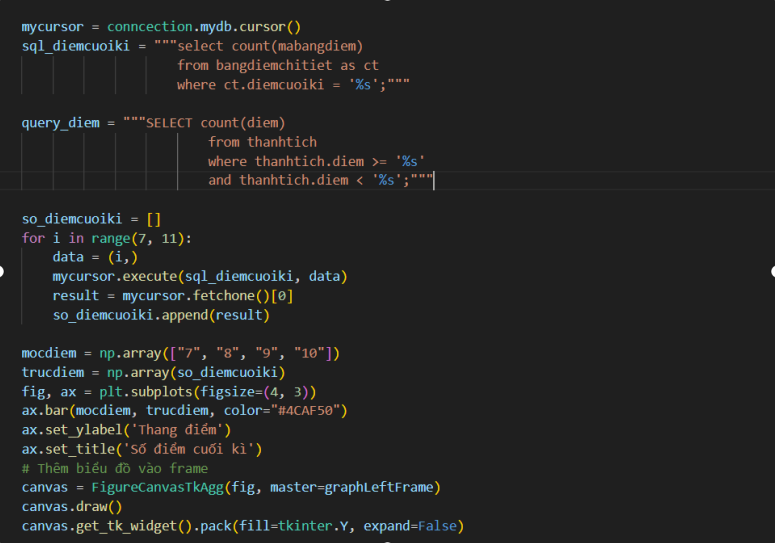 mycursor = conncection.mydb.cursor()
sql_diemcuoiki = """select count(mabangdiem)
from bangdiemchitiet as ct
where ct.diemcuoiki = '%s';"""
query_diem = """SELECT count(diem)
from thanhtich
where thanhtich.diem >= '%s'
and thanhtich.diem < '%s';"""
so_diemcuoiki = []
for i in range(7, 11):
data = (i,)
mycursor.execute(sql_diemcuoiki, data)
result = mycursor.fetchone()[0]
so_diemcuoiki.append(result)
mocdiem = np.array(["7", "8", "9", "10"])
trucdiem = np.array(so_diemcuoiki)
fig, ax = plt.subplots(figsize=(4, 3))
ax.bar(mocdiem, trucdiem, color="#4CAF50")
ax.set_ylabel('Thang điểm')
ax.set_title('Số điểm cuối kì')
# Thêm biểu đồ vào frame
canvas = FigureCanvasTkAgg(fig, master=graphLeftFrame)
canvas.draw()
canvas.get_tk_widget().pack(fill=tkinter.Y, expand=False)